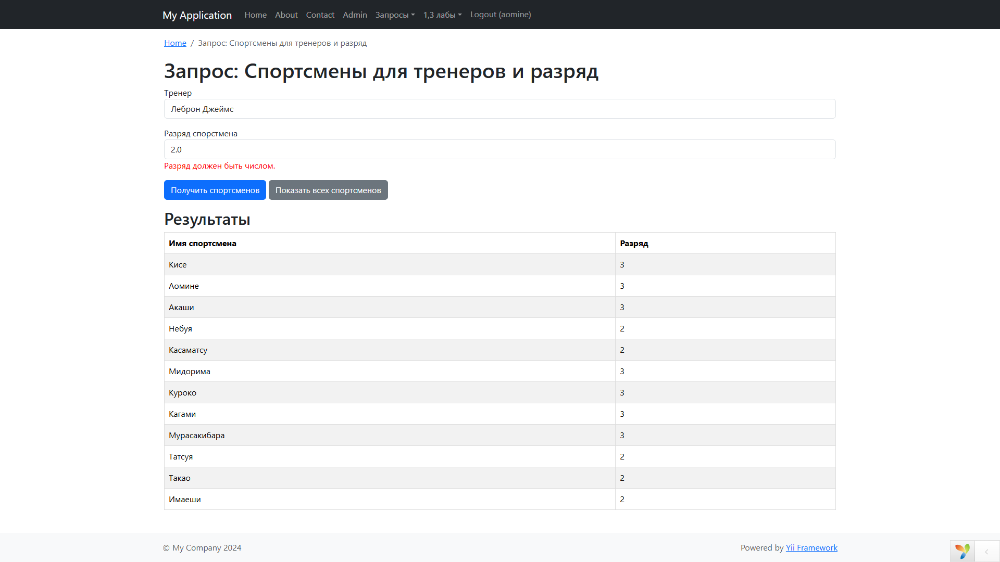 My Application Home About Contact Admin Запросы 1,3 лабы Logout (aomine)
Home / Запрос: Спортсмены для тренеров и разряд
Запрос: Спортсмены для тренеров и разряд
Тренер
Леброн Джеймс
Разряд спорстмена
2.0
Разряд должен быть числом.
Получить спортсменов Показать всех спортсменов
Результаты
Имя спортсмена Разряд
Кисе 3
Аомине 3
Акаши 3
Небуя 2
Касаматсу 2
Мидорима 3
Куроко 3
Кагами 3
Мурасакибара 3
Татсуя 2
Такао 2
Имаеши 2
© My Company 2024 Powered by Yii Framework